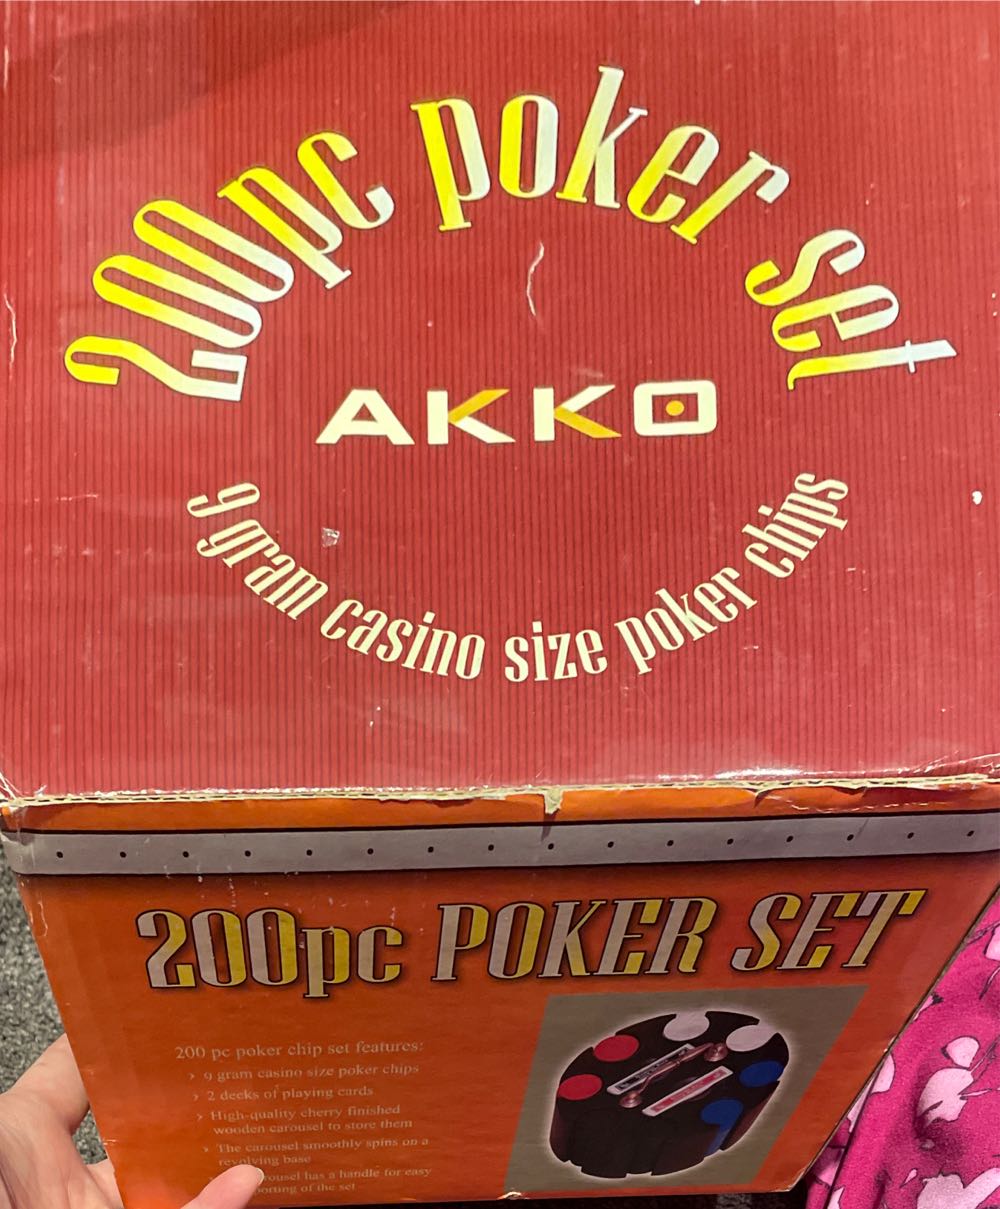 200pc poker set
AKKO
9 gram casino size poker chips
200pc POKER SET
200 pc poker chip set features:
› 9 gram casino size poker chips
› 2 decks of playing cards
› High-quality cherry finished
wooden carousel to store them
› The carousel smoothly spins on a
revolving base
has a handle for easy
of the set